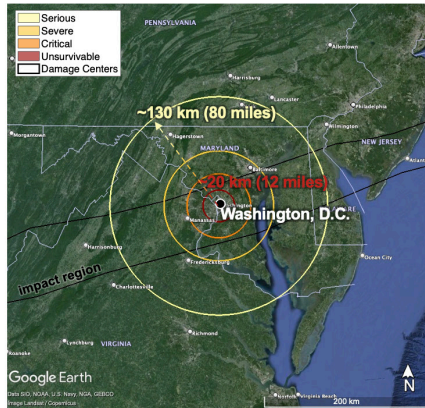 Serious
Severe
Critical
Unsurvivable
Damage Centers
PENNSYLVANIA
Allentown
Harrisburg
Lancaster
Philadelphia
~130 km (80 miles)
Morgantown
Hagerstown
Wilmington
MARYLAND
NEW JERSEY
Baltimore
Atlant
~20 km (12 miles)
Washington, D.C.
Manassas
Harrisonburg
Ocean City
Fredericksburg
impact region
Charlottesville
Richmond
Lynchburg
VIRGINIA
Roanoke
Google Earth
Data SIO, NOAA, U.S. Navy, NGA, GEBCO
Image Landsat / Copernicus
Norfolk
Virginia Beach
200 km
N